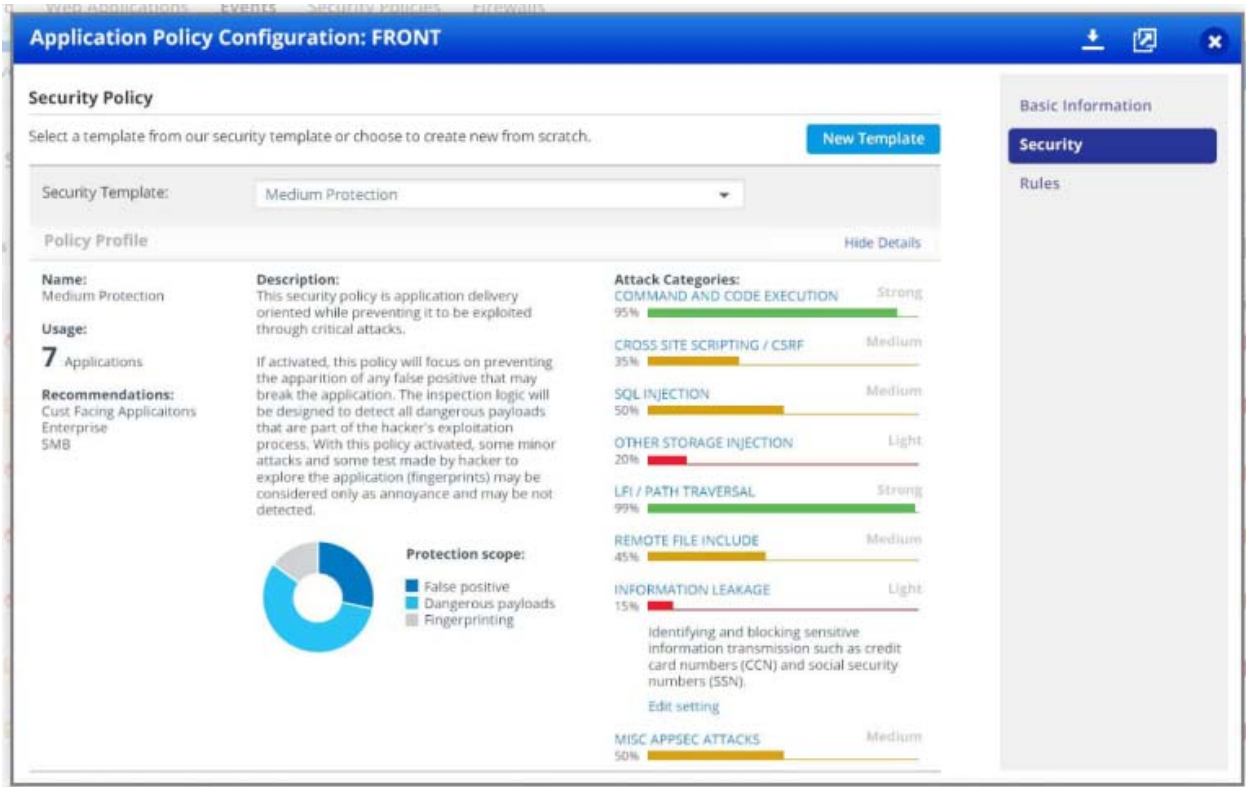 Web Applications Events Security Policies Firewalls
Application Policy Configuration: FRONT
Security Policy
Select a template from our security template or choose to create new from scratch.
New Template
Security Template:
Medium Protection
Policy Profile
Hide Details
Name:
Medium Protection
Usage:
7 Applications
Recommendations:
Cust Facing Applicaitons
Enterprise
SMB
Description:
This security policy is application delivery
oriented while preventing it to be exploited
through critical attacks.
If activated, this policy will focus on preventing
the apparition of any false positive that may
break the application. The inspection logic will
be designed to detect all dangerous payloads
that are part of the hacker's exploitation
process. With this policy activated, some minor
attacks and some test made by hacker to
explore the application (fingerprints) may be
considered only as annoyance and may be not
detected.
Protection scope:
False positive
Dangerous payloads
Fingerprinting
Attack Categories:
COMMAND AND CODE EXECUTION Strong
95%
CROSS SITE SCRIPTING / CSRF Medium
35%
SQL INJECTION Medium
50%
OTHER STORAGE INJECTION Light
20%
LFI / PATH TRAVERSAL Strong
99%
REMOTE FILE INCLUDE Medium
45%
INFORMATION LEAKAGE Light
15%
Identifying and blocking sensitive
information transmission such as credit
card numbers (CCN) and social security
numbers (SSN).
Edit setting
MISC APPSEC ATTACKS Medium
50%
Basic Information
Security
Rules